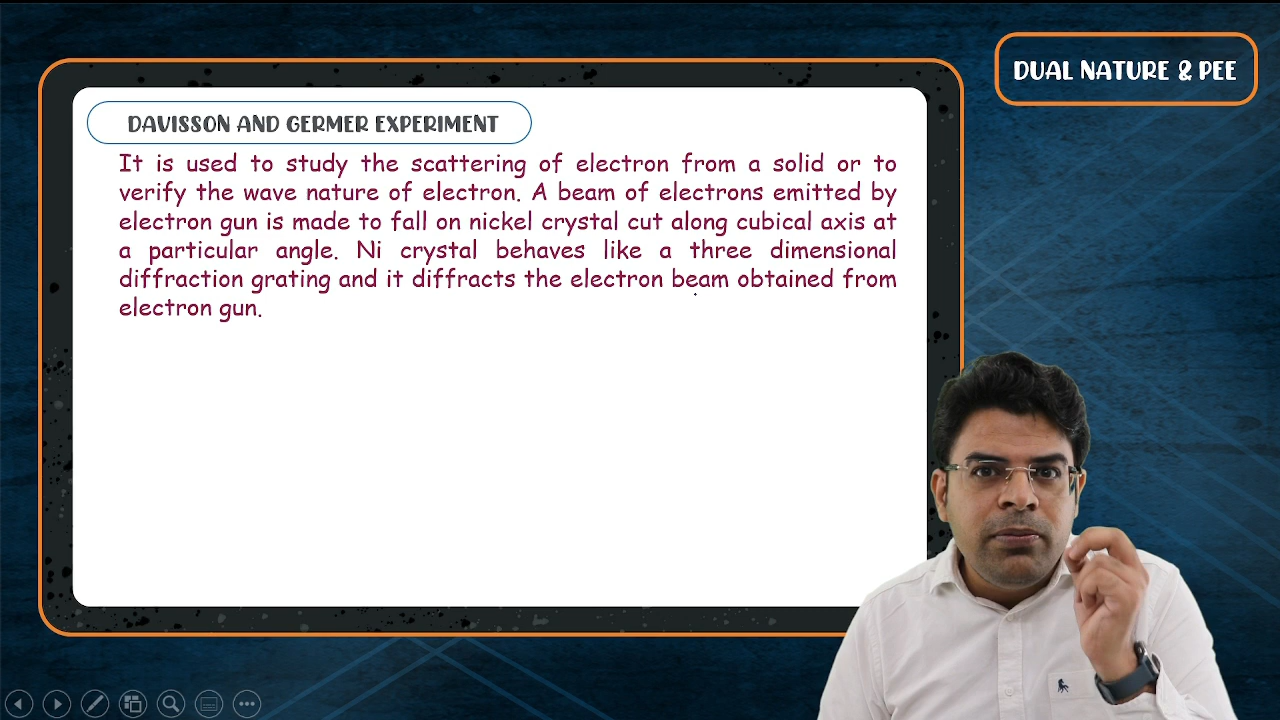 DUAL NATURE & PEE
DAVISSON AND GERMER EXPERIMENT
It is used to study the scattering of electron from a solid or to
verify the wave nature of electron. A beam of electrons emitted by
electron gun is made to fall on nickel crystal cut along cubical axis at
a particular angle. Ni crystal behaves like a three dimensional
diffraction grating and it diffracts the electron beam obtained from
electron gun.